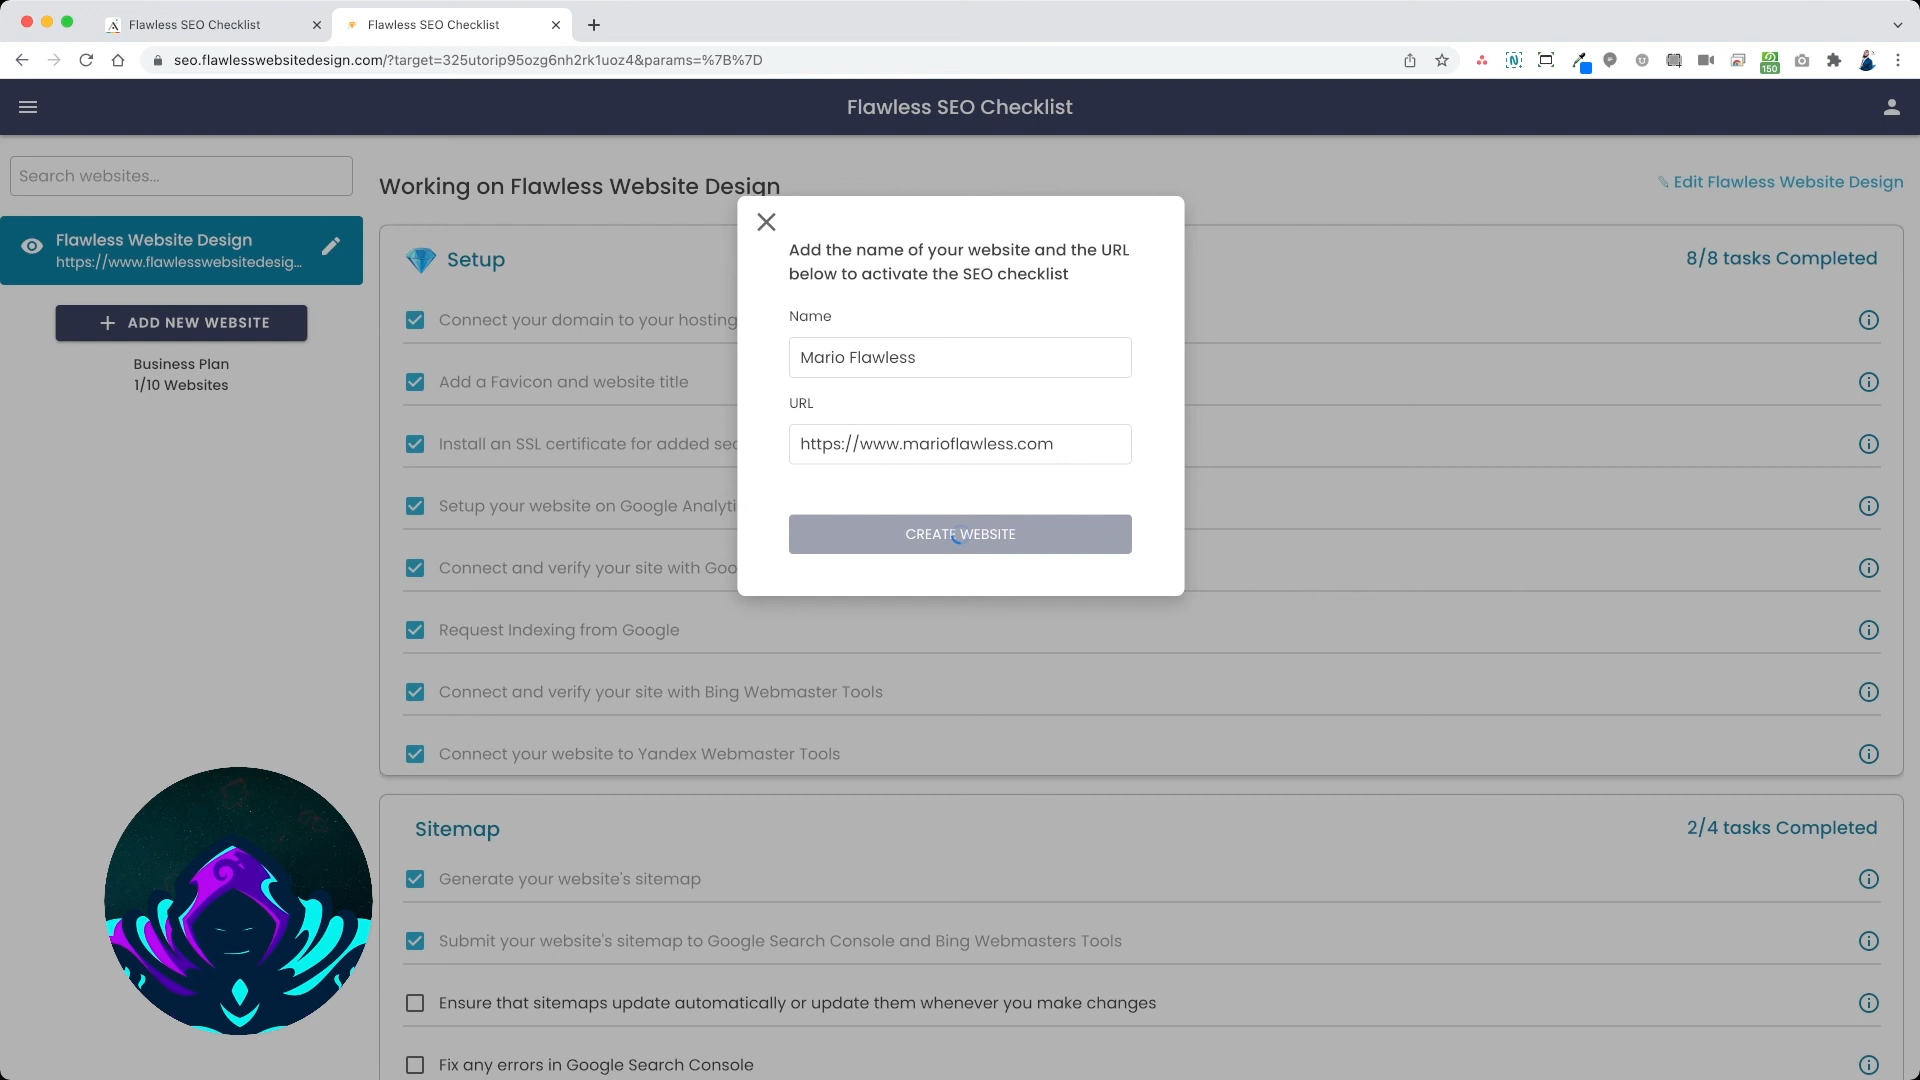 Flawless SEO Checklist
Flawless SEO Checklist
seo.flawlesswebsitedesign.com/?target=325utorip95ozg6nh2rk1uoz4&params=%7B%7D
150
Flawless SEO Checklist
Search websites...
Working on Flawless Website Design
Edit Flawless Website Design
Flawless Website Design
https://www.flawlesswebsitedesig...
ADD NEW WEBSITE
Business Plan
1/10 Websites
Setup
8/8 tasks Completed
Connect your domain to your hosting
Add a Favicon and website title
Install an SSL certificate for added sec
Setup your website on Google Analyti
Connect and verify your site with Goo
Request Indexing from Google
Connect and verify your site with Bing Webmaster Tools
Connect your website to Yandex Webmaster Tools
Add the name of your website and the URL
below to activate the SEO checklist
Name
Mario Flawless
URL
https://www.marioflawless.com
CREATE WEBSITE
Sitemap
2/4 tasks Completed
Generate your website's sitemap
Submit your website's sitemap to Google Search Console and Bing Webmasters Tools
Ensure that sitemaps update automatically or update them whenever you make changes
Fix any errors in Google Search Console